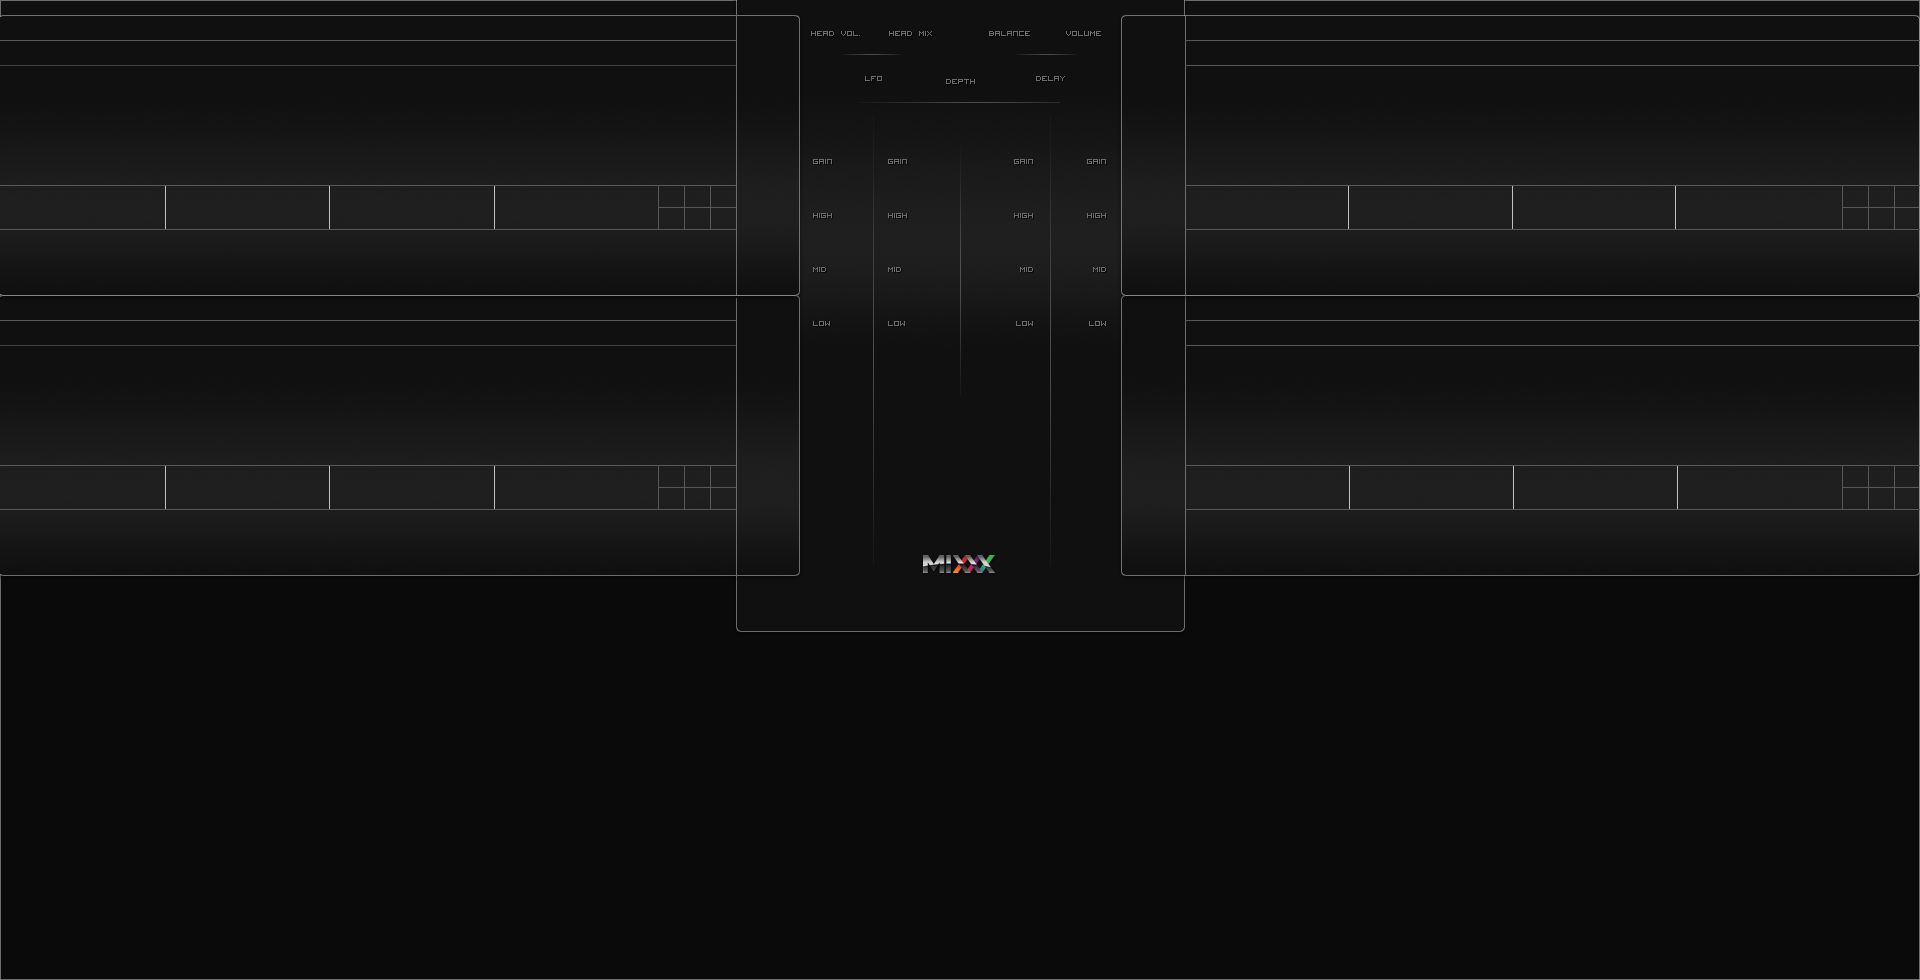 HEAD VOL. HEAD MIX BALANCE VOLUME
LFO DEPTH DELAY
GAIN GAIN GAIN GAIN
HIGH HIGH HIGH HIGH
MID MID MID MID
LOW LOW LOW LOW
MIXXX